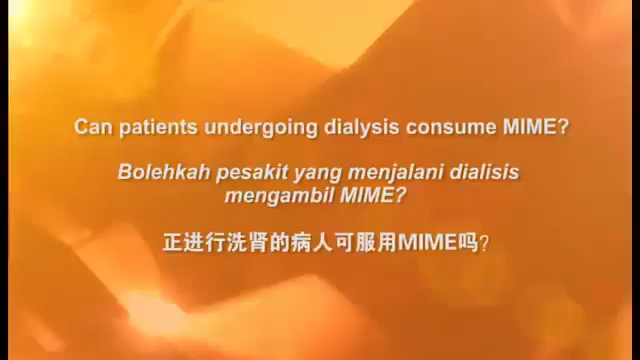 Can patients undergoing dialysis consume MIME?
Bolehkah pesakit yang menjalani dialisis
mengambil MIME?
正进行洗肾的病人可服用MIME吗?